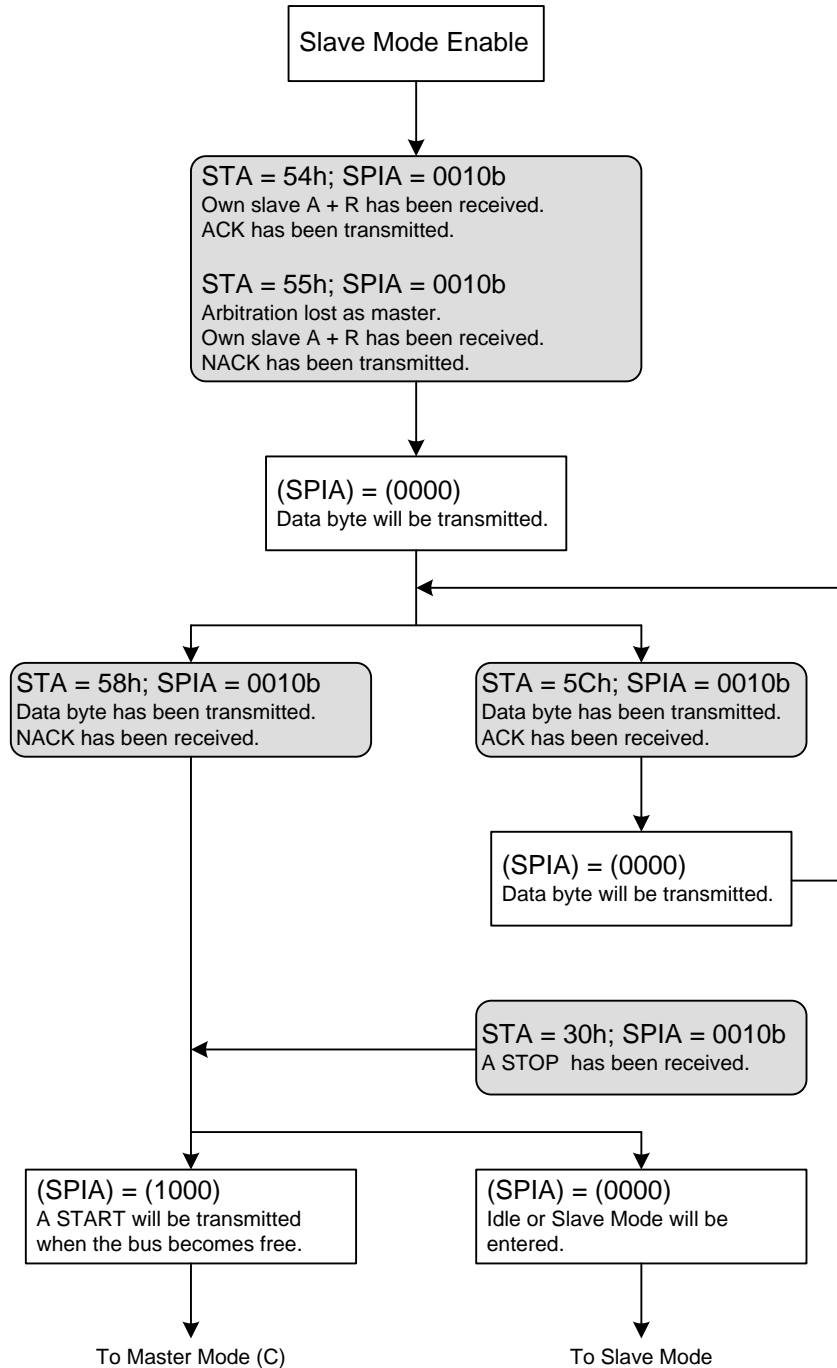 Slave Mode Enable
STA = 54h; SPIA = 0010b
Own slave A + R has been received.
ACK has been transmitted.
STA = 55h; SPIA = 0010b
Arbitration lost as master.
Own slave A + R has been received.
NACK has been transmitted.
(SPIA) = (0000)
Data byte will be transmitted.
STA = 58h; SPIA = 0010b
Data byte has been transmitted.
NACK has been received.
STA = 5Ch; SPIA = 0010b
Data byte has been transmitted.
ACK has been received.
(SPIA) = (0000)
Data byte will be transmitted.
STA = 30h; SPIA = 0010b
A STOP has been received.
(SPIA) = (1000)
A START will be transmitted
when the bus becomes free.
(SPIA) = (0000)
Idle or Slave Mode will be
entered.
To Master Mode (C)
To Slave Mode